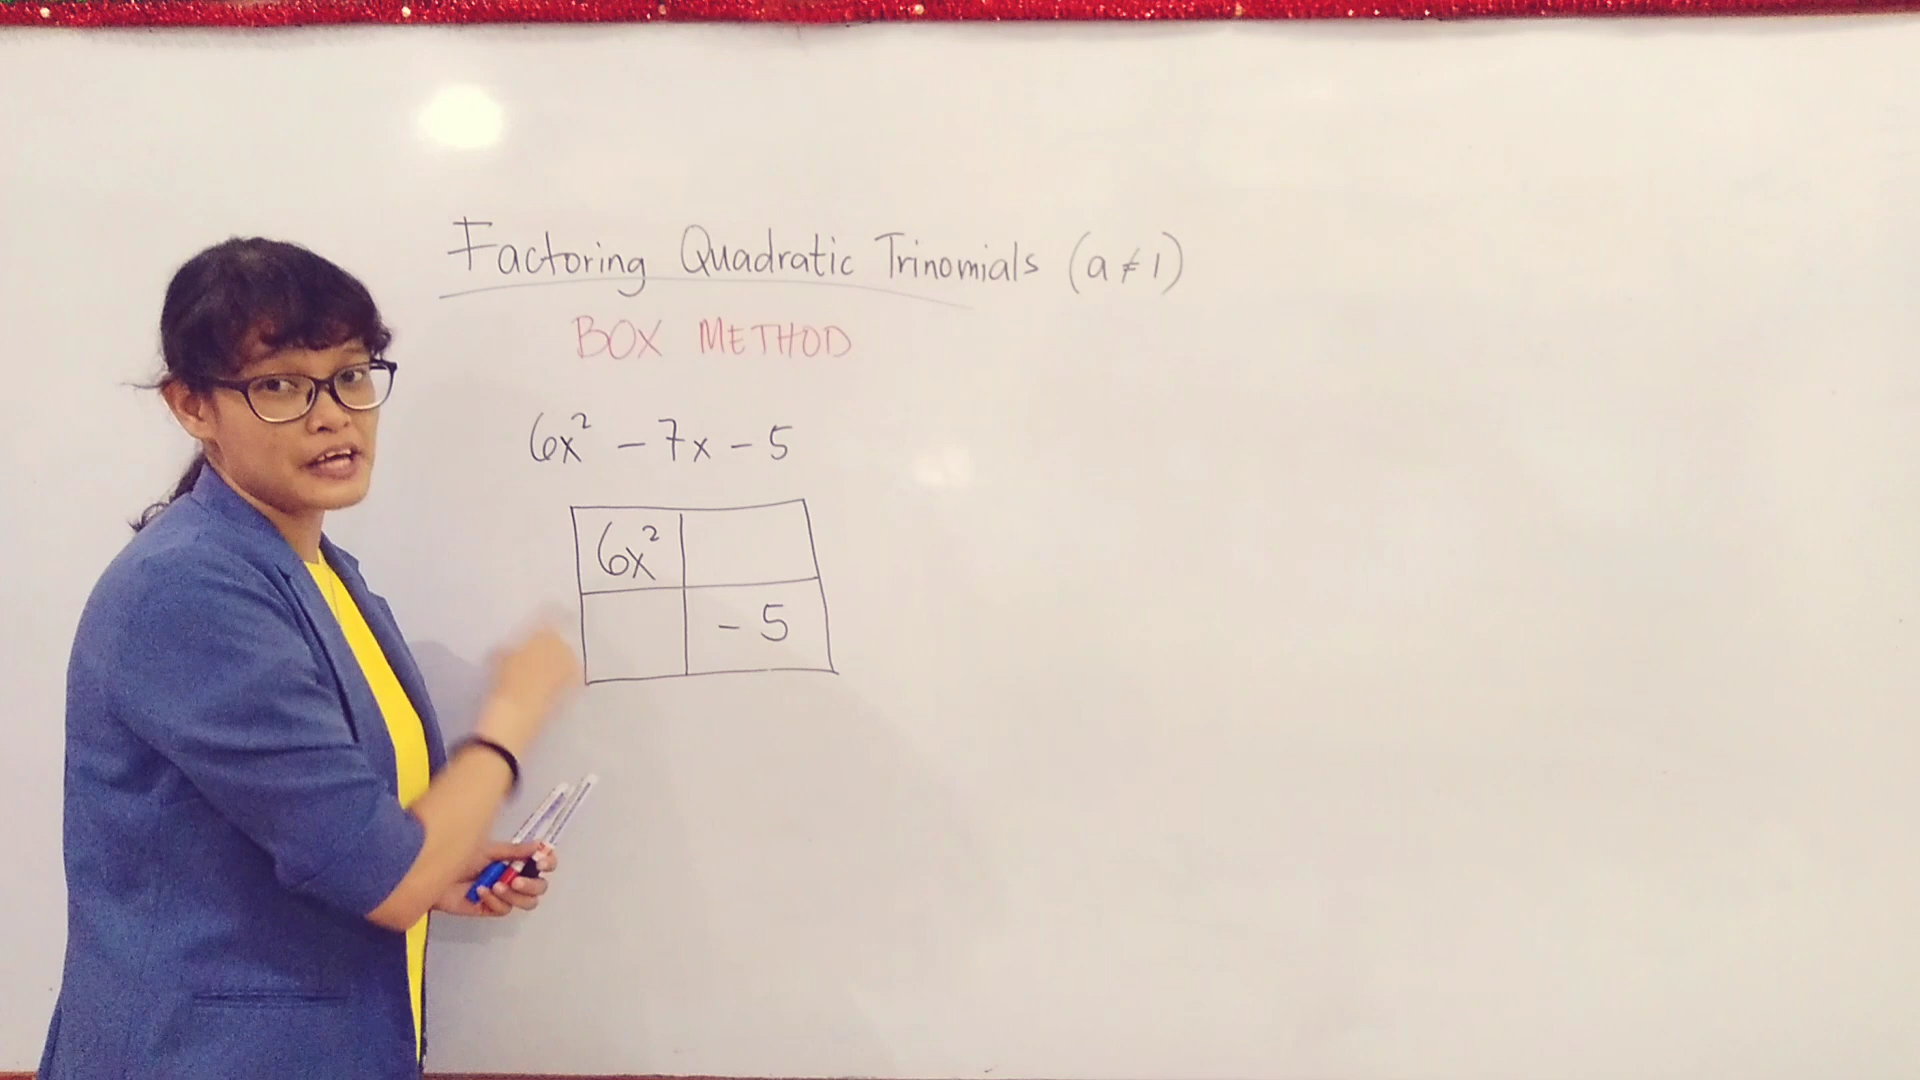 Factoring Quadratic Trinomials (a ≠ 1)
BOX METHOD
6x² - 7x - 5
6x²
- 5